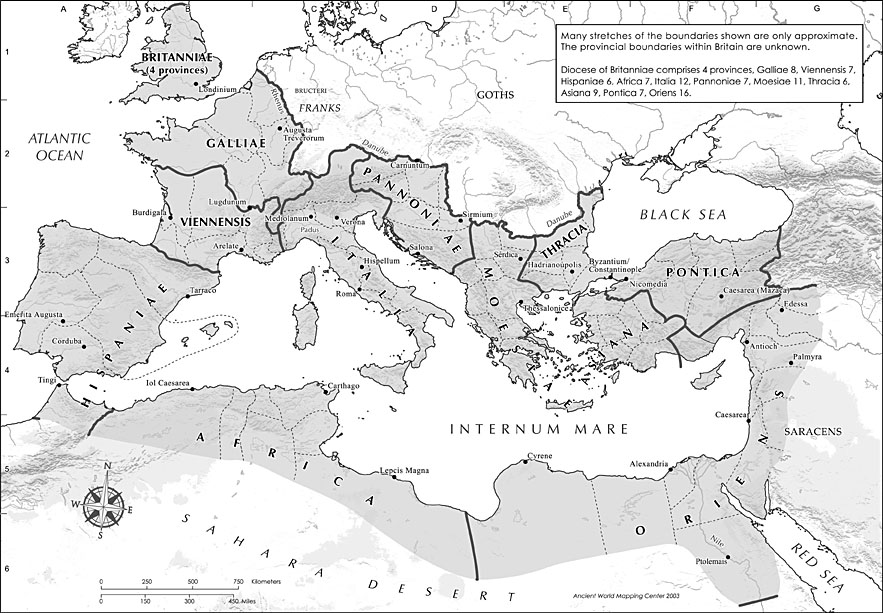 A B C D E F G
1
2
3
4
5
6
Many stretches of the boundaries shown are only approximate.
The provincial boundaries within Britain are unknown.
Diocese of Britanniae comprises 4 provinces, Galliae 8, Viennensis 7,
Hispaniae 6, Africa 7, Italia 12, Pannoniae 7, Moesiae 11, Thracia 6,
Asiana 9, Pontica 7, Oriens 16.
BRITANNIAE
(4 provinces)
Londinium
BRUCTERI
FRANKS
GOTHS
Rhenus
ATLANTIC
OCEAN
GALLIAE
Augusta
Treverorum
Danube
Carnuntum
PANNONIAE
Lugdunum
Burdigala
VIENNENSIS
Mediolanum
Verona
Padus
Sirmium
Danube
BLACK SEA
Arelate
ITALIA
Salona
Hispellum
Serdica
THRACIA
Hadrianoupolis
Byzantium/
Constantinople
Nicomedia
PONTICA
Caesarea (Mazaca)
Edessa
Tarraco
Roma
MOESIAE
Thessalonice
ASIANA
Emerita Augusta
HISPANIAE
Corduba
Antioch
Palmyra
Tingi
Iol Caesarea
Carthago
Caesarea
INTERNUM MARE
SARACENS
AFRICA
Lepcis Magna
Cyrene
Alexandria
ORIENS
N
W E
S
SAHARA DESERT
Nile
Ptolemais
RED SEA
0 250 500 750 Kilometers
0 150 300 450 Miles
Ancient World Mapping Center 2003